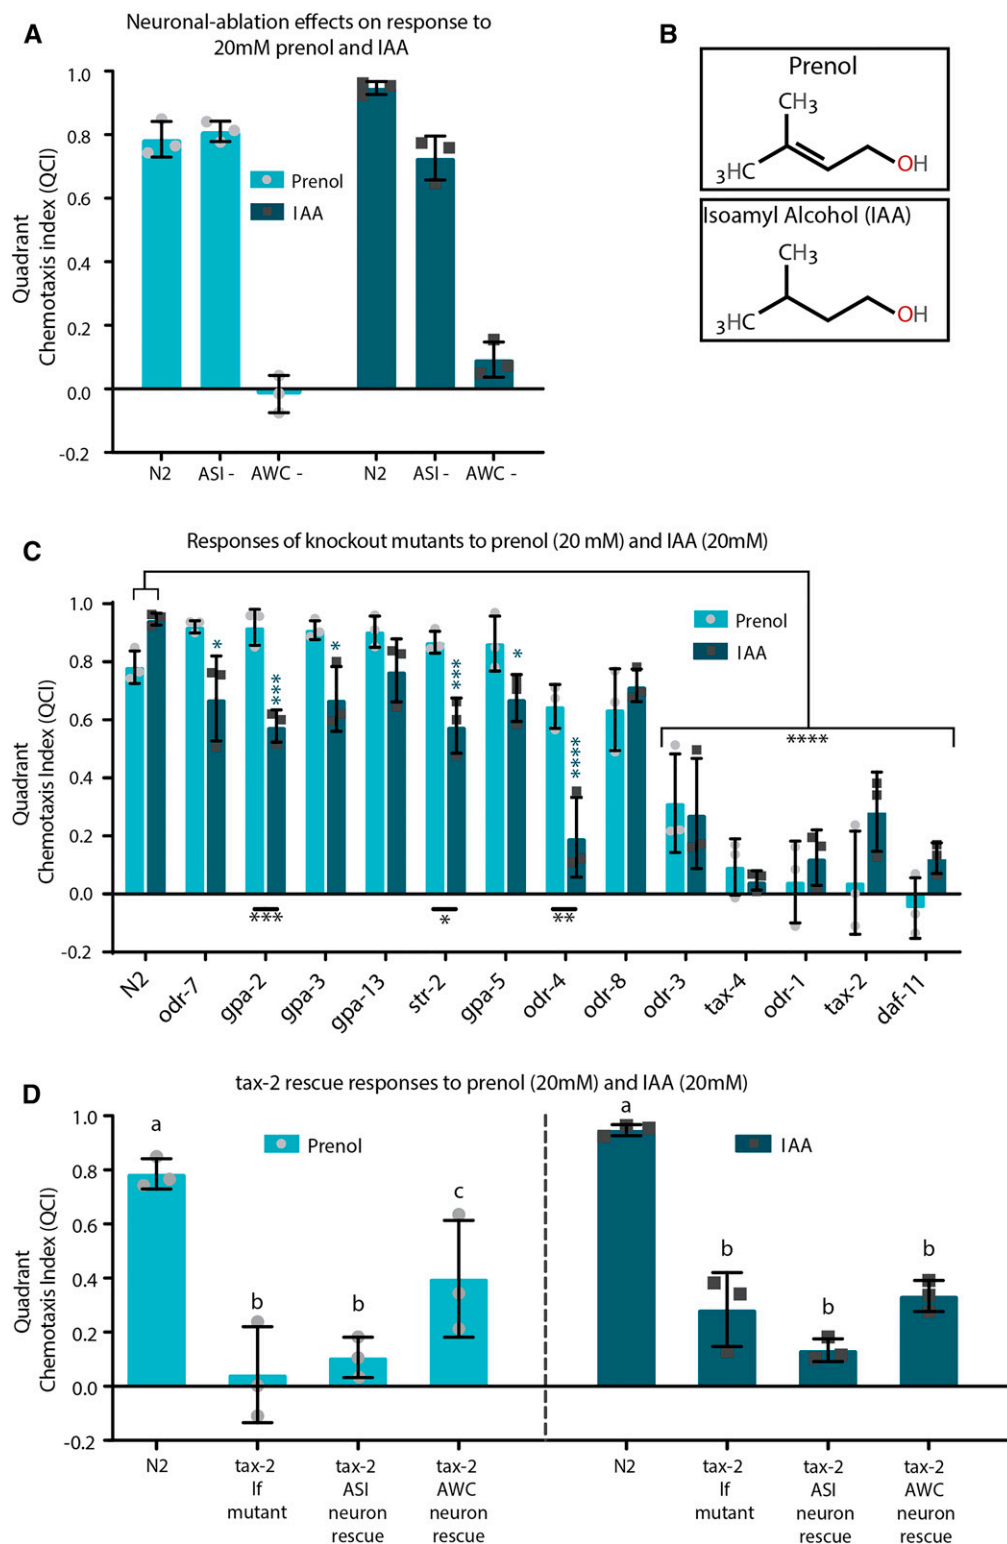 A
Neuronal-ablation effects on response to
20mM prenol and IAA
Quadrant
Chemotaxis index (QCI)
1.0
0.8
0.6
0.4
0.2
0.0
-0.2
Prenol
IAA
N2
ASI -
AWC -
N2
ASI -
AWC -
B
Prenol
CH3
3HC
OH
Isoamyl Alcohol (IAA)
CH3
3HC
OH
C
Responses of knockout mutants to prenol (20 mM) and IAA (20mM)
Quadrant
Chemotaxis Index (QCI)
1.0
0.8
0.6
0.4
0.2
0.0
-0.2
Prenol
IAA
*
***
*
***
*
****
****
***
*
**
N2
odr-7
gpa-2
gpa-3
gpa-13
str-2
gpa-5
odr-4
odr-8
odr-3
tax-4
odr-1
tax-2
daf-11
D
tax-2 rescue responses to prenol (20mM) and IAA (20mM)
Quadrant
Chemotaxis Index (QCI)
1.0
0.8
0.6
0.4
0.2
0.0
-0.2
Prenol
IAA
a
b
b
c
a
b
b
b
N2
tax-2
lf
mutant
tax-2
ASI
neuron
rescue
tax-2
AWC
neuron
rescue
N2
tax-2
lf
mutant
tax-2
ASI
neuron
rescue
tax-2
AWC
neuron
rescue